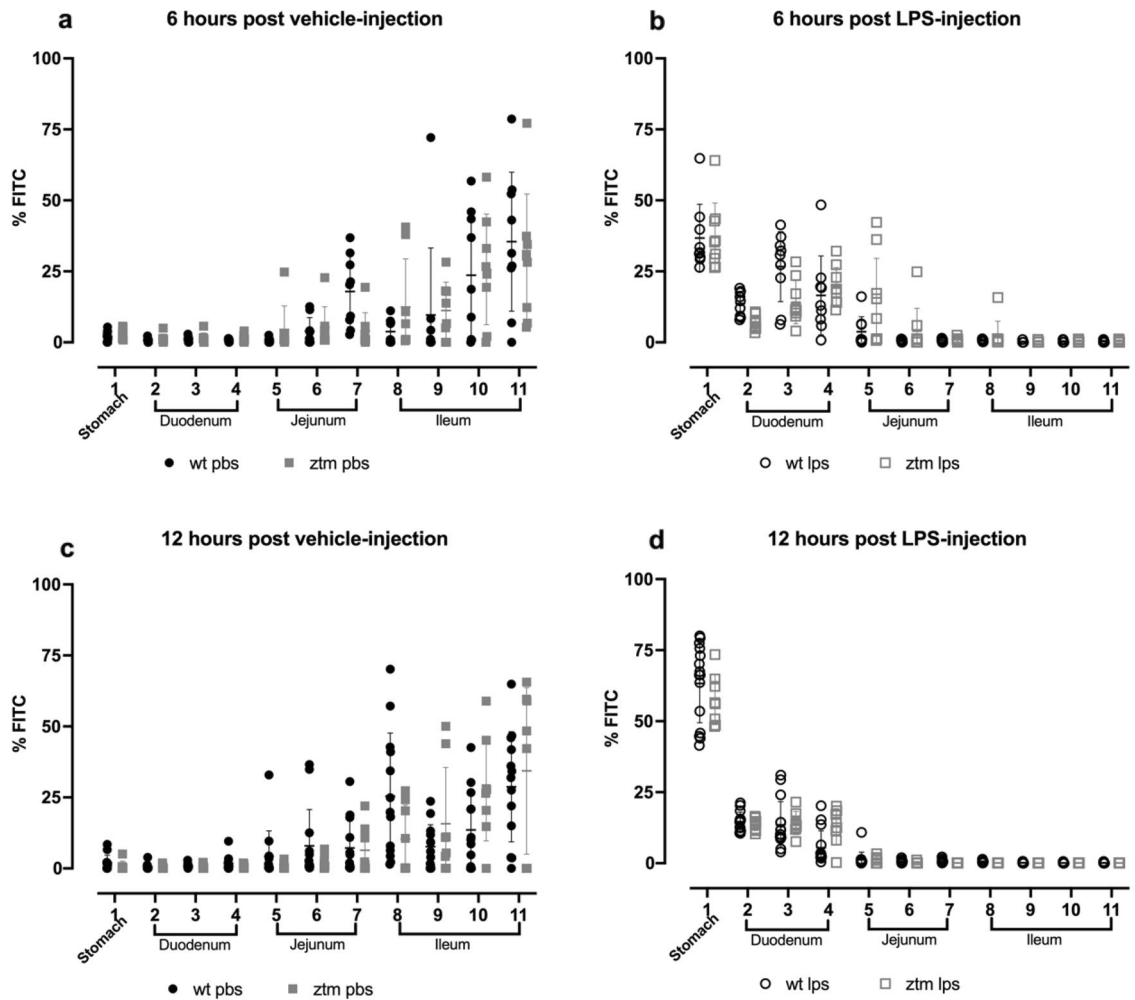 a
6 hours post vehicle-injection
100
75
50
25
0
% FITC
1 2 3 4 5 6 7 8 9 10 11
Stomach
Duodenum
Jejunum
Ileum
wt pbs
ztm pbs
b
6 hours post LPS-injection
100
75
50
25
0
% FITC
1 2 3 4 5 6 7 8 9 10 11
Stomach
Duodenum
Jejunum
Ileum
wt lps
ztm lps
c
12 hours post vehicle-injection
100
75
50
25
0
% FITC
1 2 3 4 5 6 7 8 9 10 11
Stomach
Duodenum
Jejunum
Ileum
wt pbs
ztm pbs
d
12 hours post LPS-injection
100
75
50
25
0
% FITC
1 2 3 4 5 6 7 8 9 10 11
Stomach
Duodenum
Jejunum
Ileum
wt lps
ztm lps